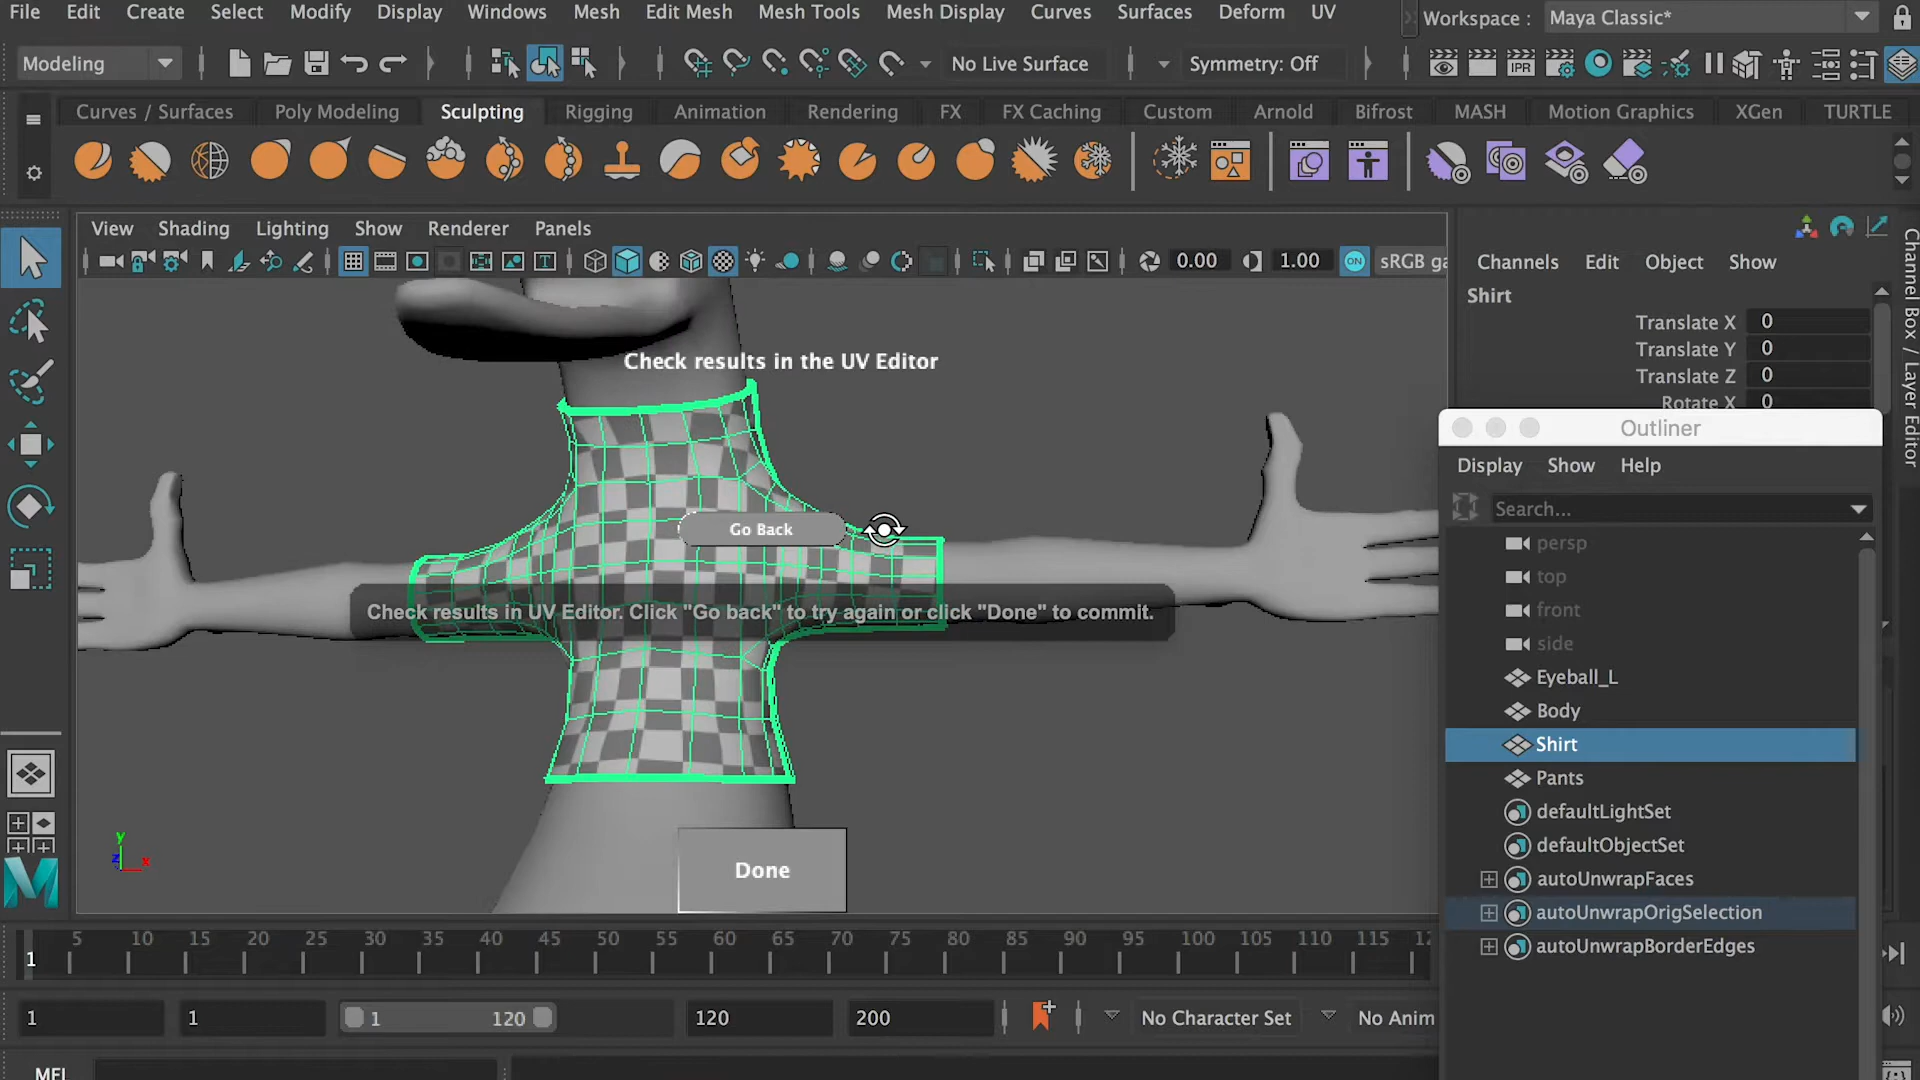 File Edit Create Select Modify Display Windows Mesh Edit Mesh Mesh Tools Mesh Display Curves Surfaces Deform UV Workspace : Maya Classic*
Modeling No Live Surface Symmetry: Off IPR
Curves / Surfaces Poly Modeling Sculpting Rigging Animation Rendering FX FX Caching Custom Arnold Bifrost MASH Motion Graphics XGen TURTLE
View Shading Lighting Show Renderer Panels
0.00 1.00 ON sRGB ga
Channels Edit Object Show
Shirt
Translate X 0
Translate Y 0
Translate Z 0
Rotate X 0
Channel Box / Layer Editor
Check results in the UV Editor
Go Back
Check results in UV Editor. Click "Go back" to try again or click "Done" to commit.
Done
y
z
x
Outliner
Display Show Help
Search...
persp
top
front
side
Eyeball_L
Body
Shirt
Pants
defaultLightSet
defaultObjectSet
autoUnwrapFaces
autoUnwrapOrigSelection
autoUnwrapBorderEdges
5 10 15 20 25 30 35 40 45 50 55 60 65 70 75 80 85 90 95 100 105 110 115 12
1
1 1 1 120 120 200 No Character Set No Anim
MEL